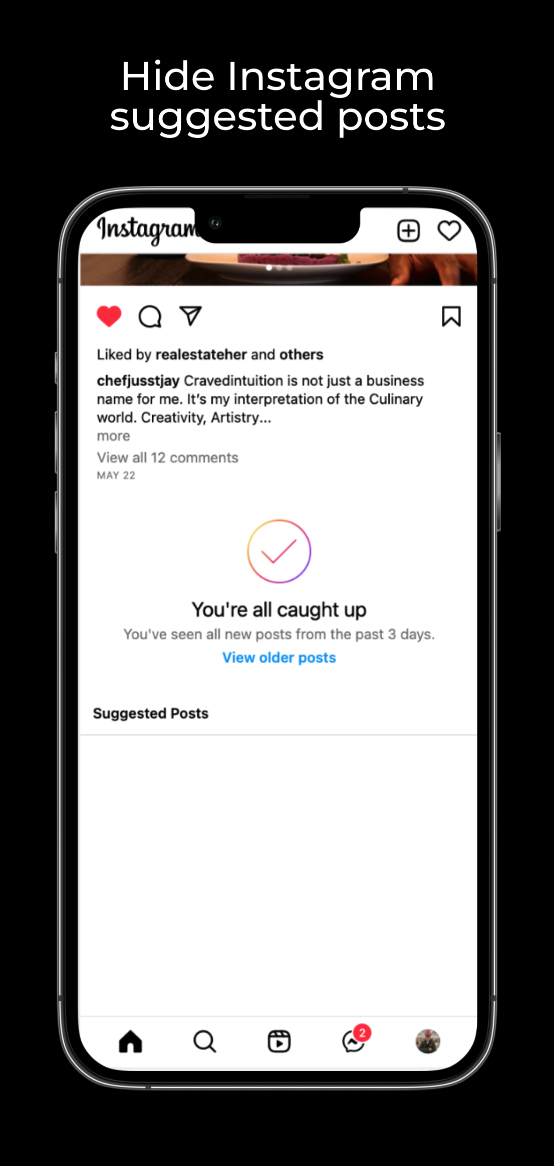 Hide Instagram
suggested posts
Instagram
Liked by realestateher and others
chefjusstjay Cravedintuition is not just a business
name for me. It's my interpretation of the Culinary
world. Creativity, Artistry...
more
View all 12 comments
MAY 22
You're all caught up
You've seen all new posts from the past 3 days.
View older posts
Suggested Posts
2